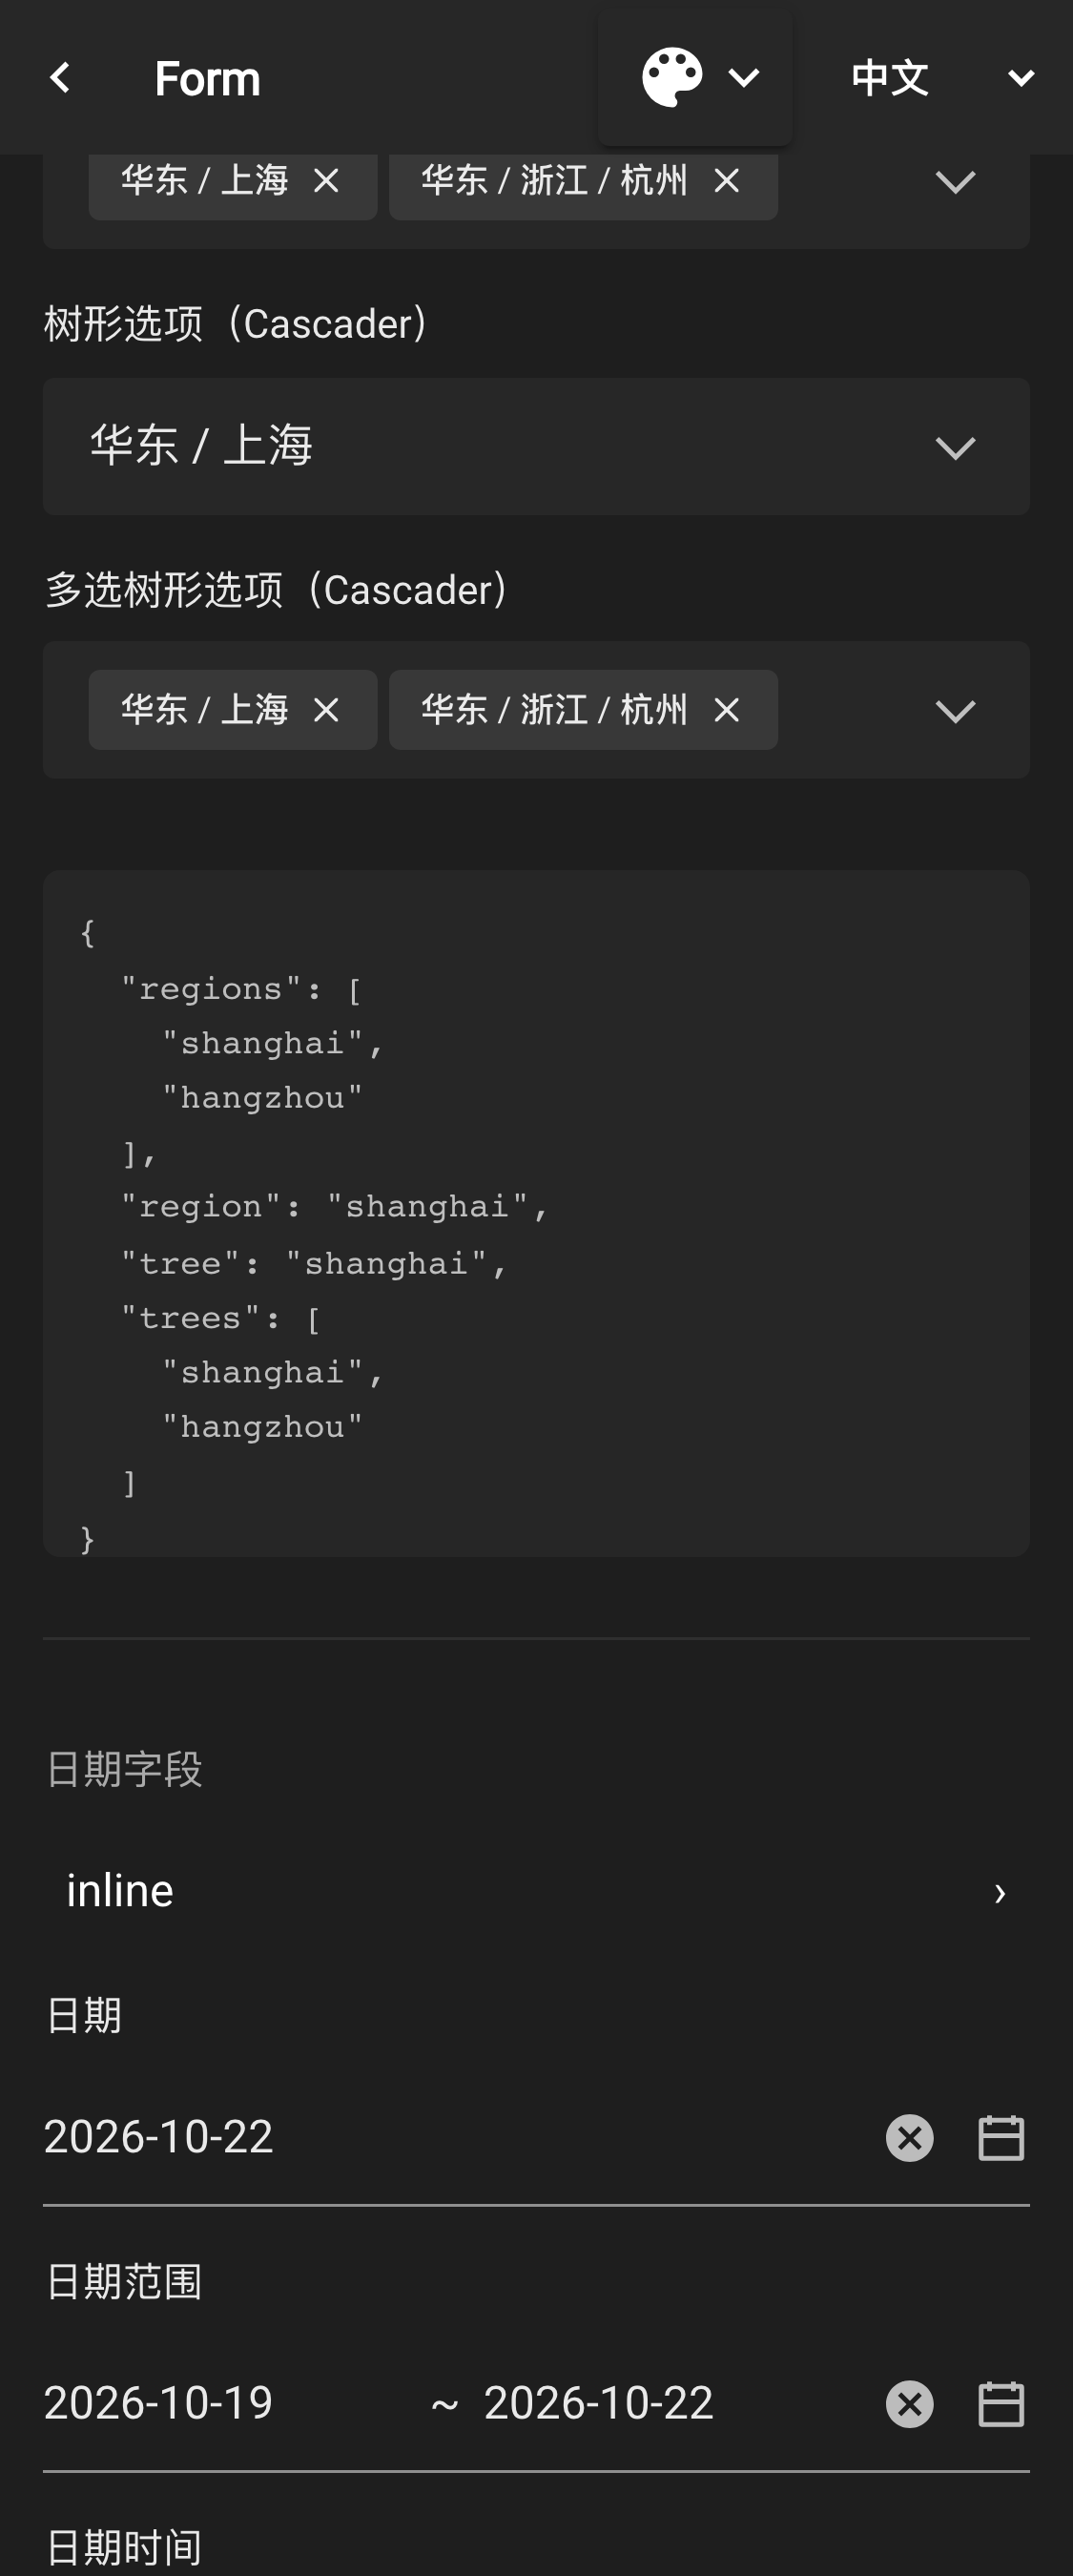 Form 中文
华东 / 上海 华东 / 浙江 / 杭州
树形选项（Cascader）
华东 / 上海
多选树形选项（Cascader）
华东 / 上海 华东 / 浙江 / 杭州
{
  "regions": [
    "shanghai",
    "hangzhou"
  ],
  "region": "shanghai",
  "tree": "shanghai",
  "trees": [
    "shanghai",
    "hangzhou"
  ]
}
日期字段
inline ›
日期
2026-10-22
日期范围
2026-10-19 ~ 2026-10-22
日期时间